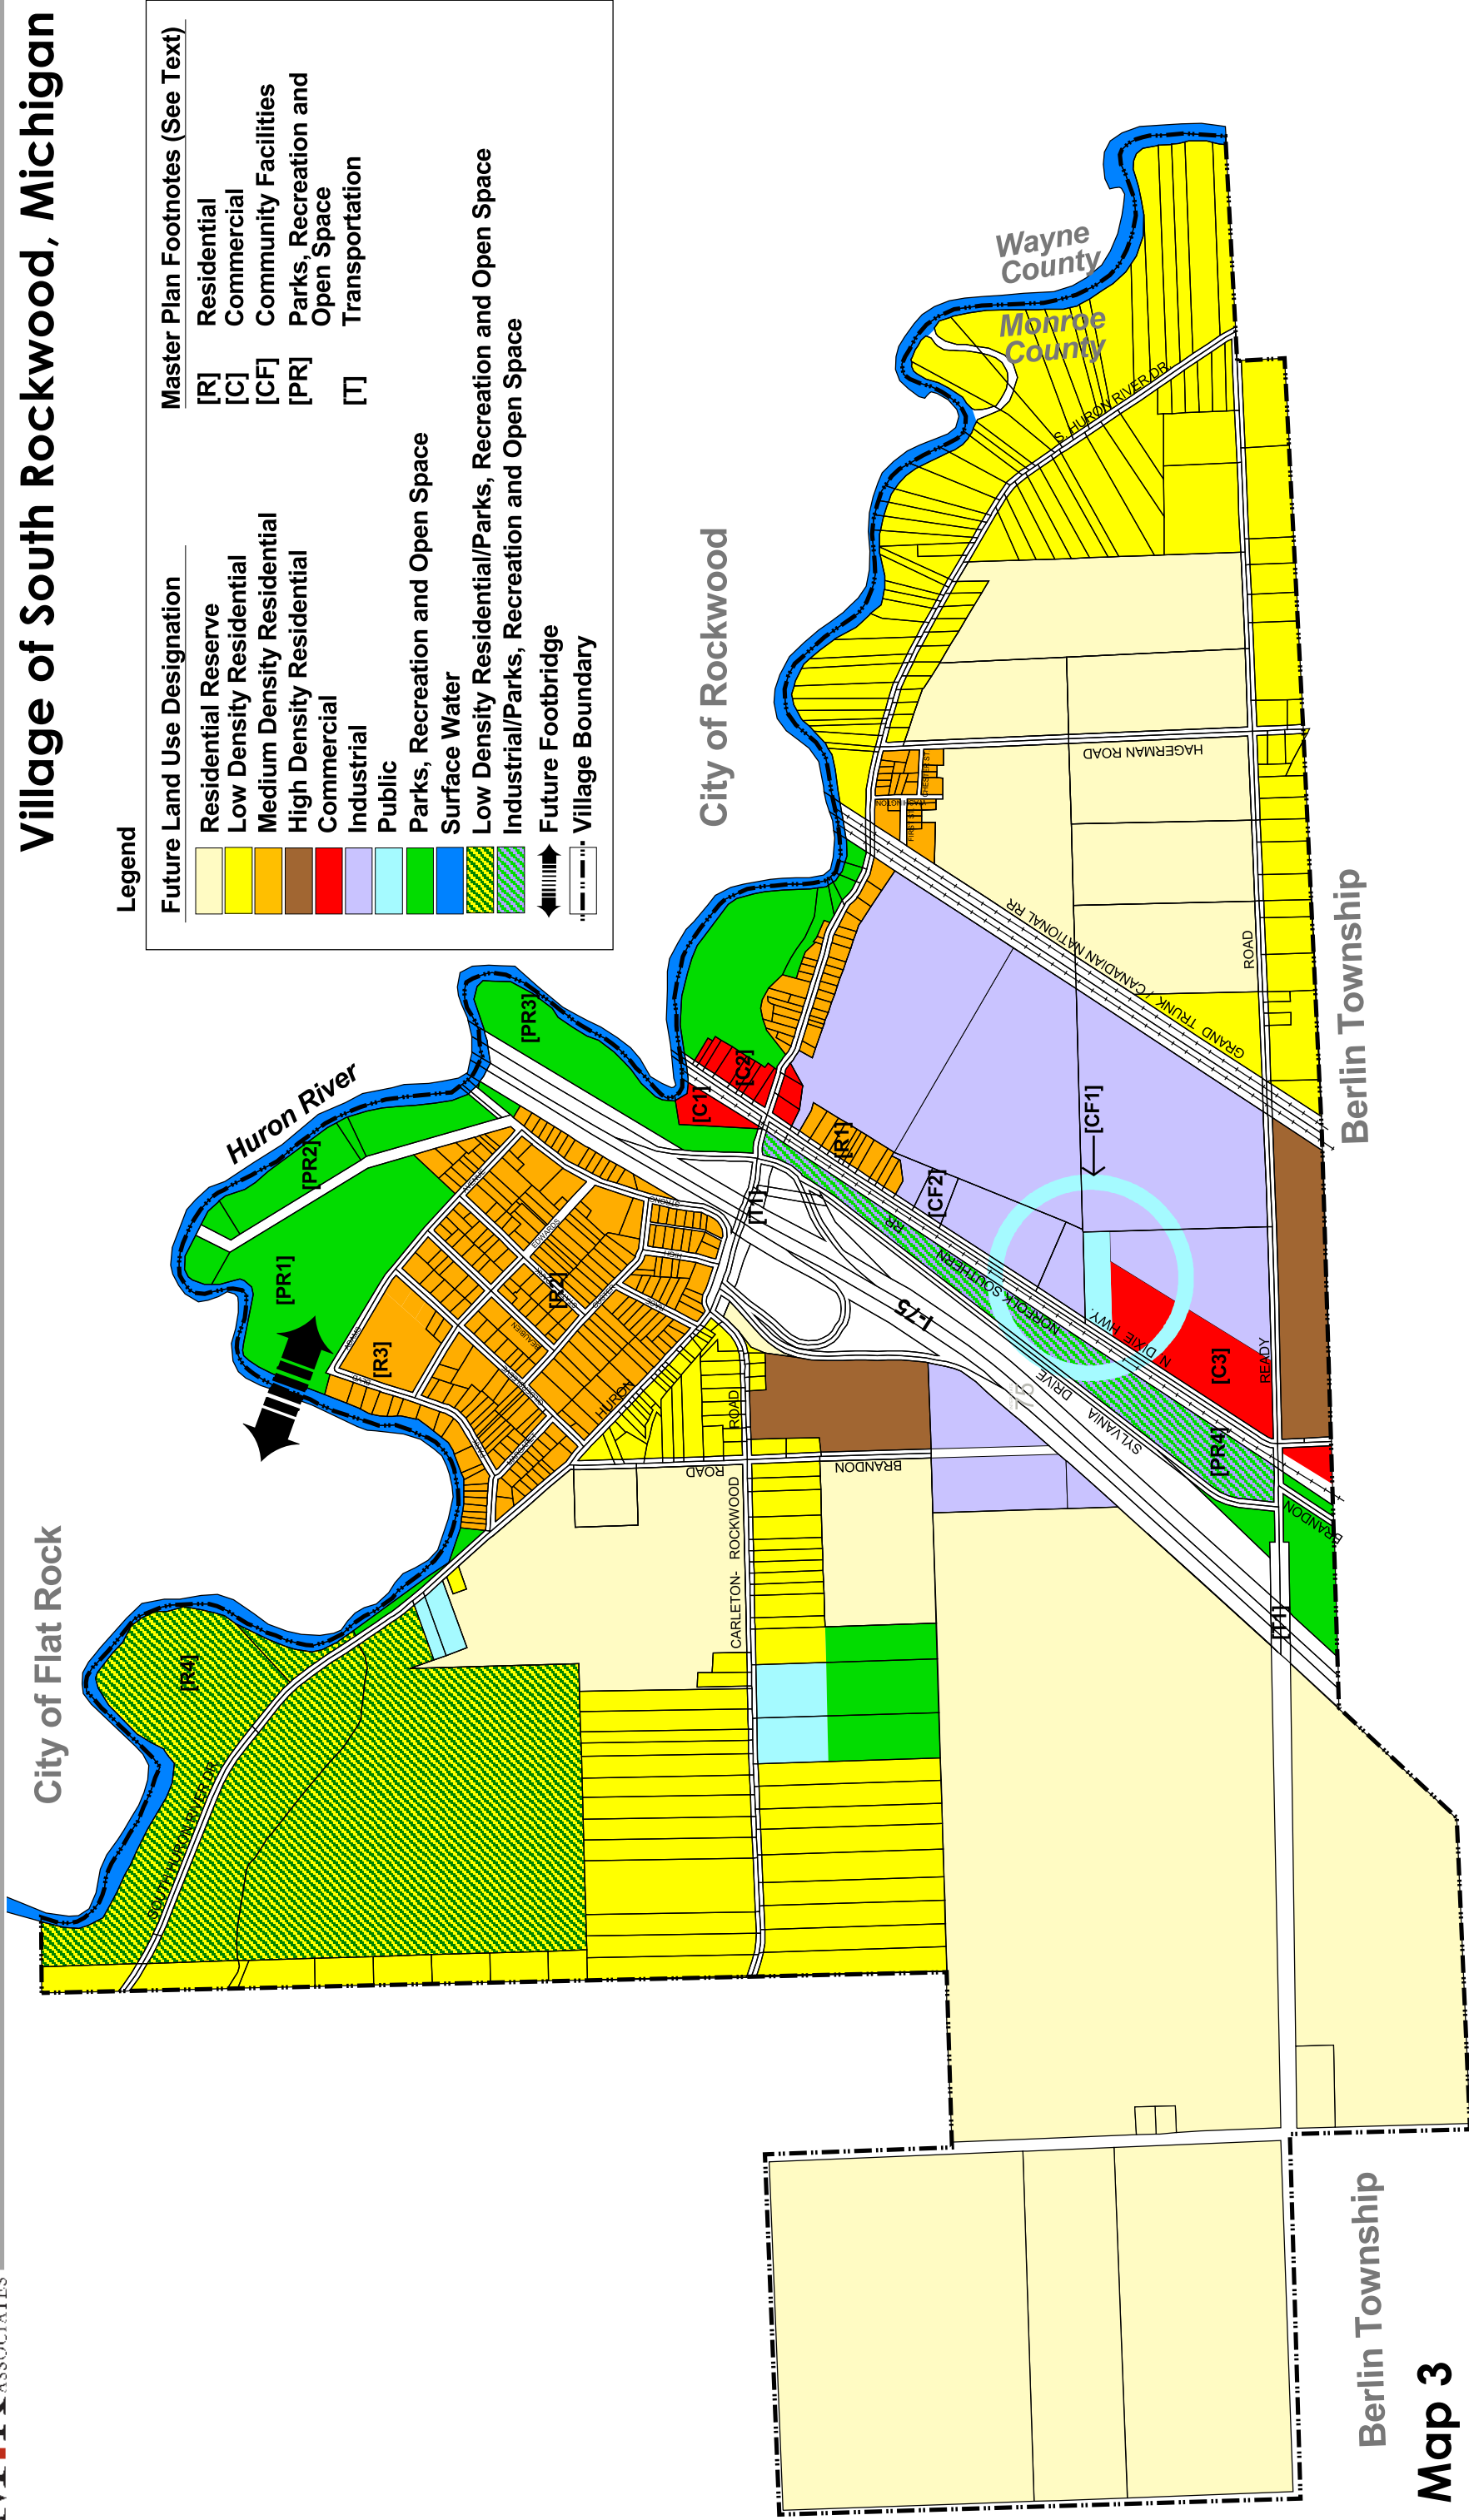 Village of South Rockwood, Michigan
Legend
Future Land Use Designation
Residential Reserve
Low Density Residential
Medium Density Residential
High Density Residential
Commercial
Industrial
Public
Parks, Recreation and Open Space
Surface Water
Low Density Residential/Parks, Recreation and Open Space
Industrial/Parks, Recreation and Open Space
Future Footbridge
Village Boundary
Master Plan Footnotes (See Text)
[R] Residential
[C] Commercial
[CF] Community Facilities
[PR] Parks, Recreation and
Open Space
[T] Transportation
City of Flat Rock
Huron River
City of Rockwood
Wayne
County
Monroe
County
Berlin Township
Berlin Township
Map 3
ASSOCIATES
[R4]
[PR1]
[PR2]
[PR3]
[R3]
[R2]
[C1]
[C2]
[R1]
[T1]
[CF2]
[CF1]
[C3]
[PR4]
[T1]
I-75
SOUTH HURON RIVER DR
HURON
ROAD
CARLETON- ROCKWOOD
ROAD
BRANDON
EDWARDS
SYLVANIA DRIVE
NORFOLK SOUTHERN RR
N DIXIE HWY.
READY
ROAD
BRANDON
GRAND TRUNK / CANADIAN NATIONAL RR
HAGERMAN ROAD
S. HURON RIVER DR